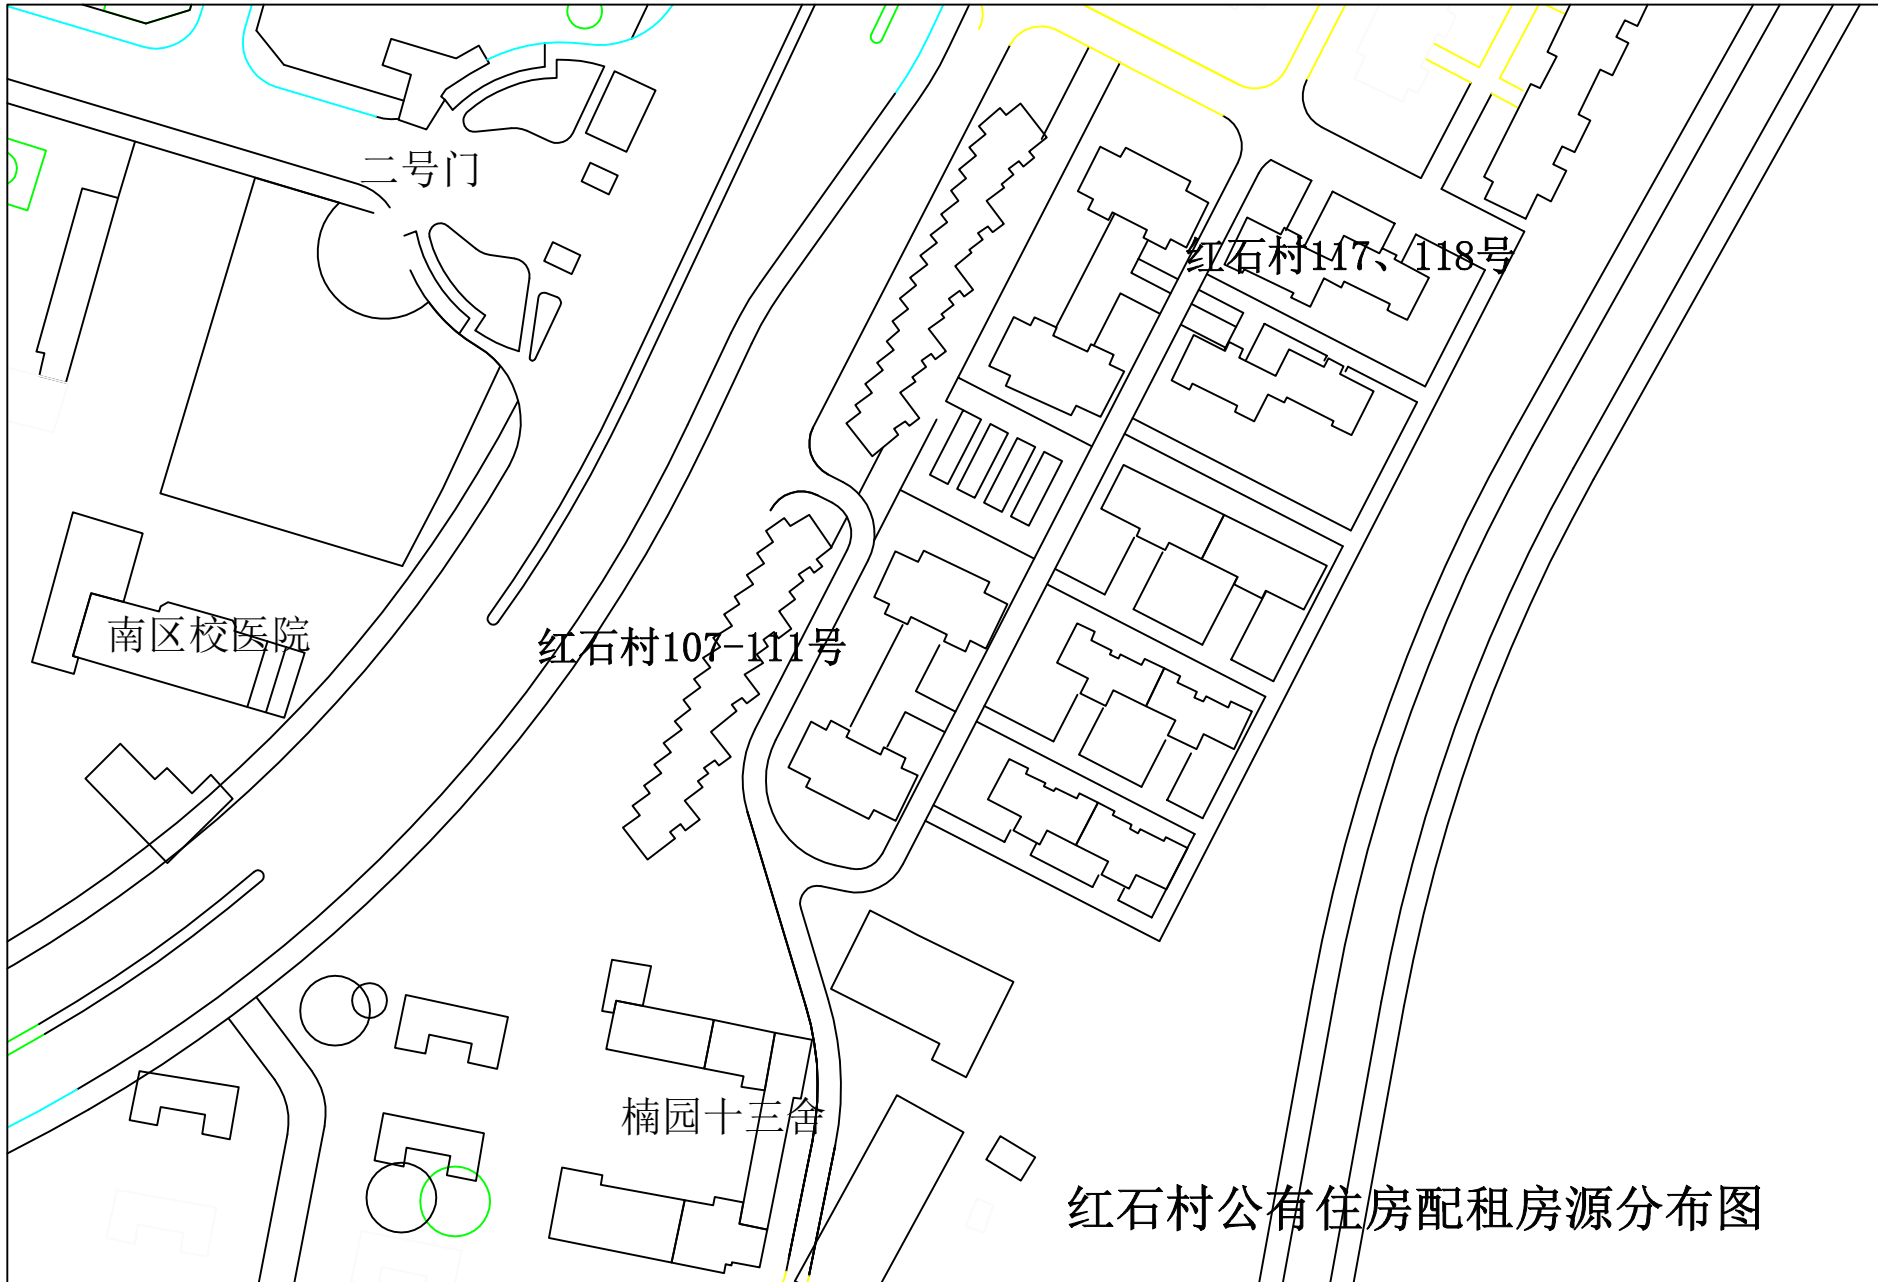 二号门
红石村117、118号
南区校医院
红石村107-111号
楠园十三舍
红石村公有住房配租房源分布图